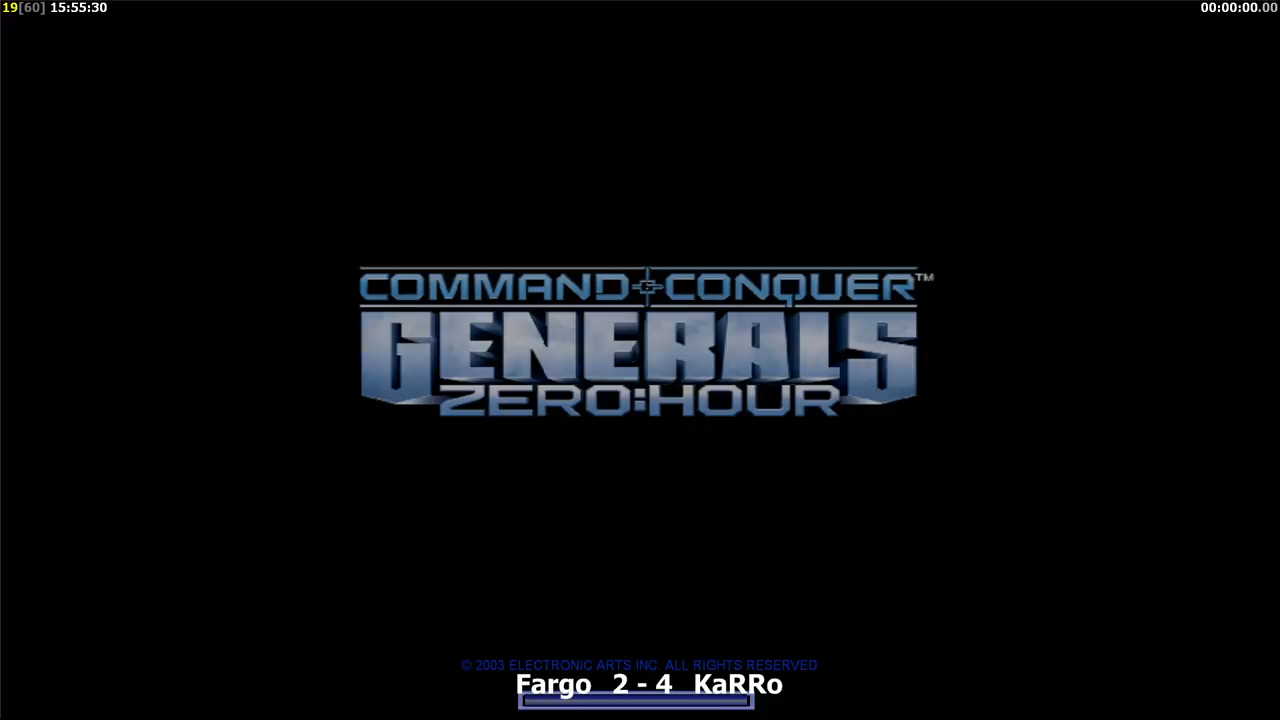 19[60] 15:55:30
00:00:00.00
COMMAND CONQUER™
GENERALS
ZERO:HOUR
© 2003 ELECTRONIC ARTS INC. ALL RIGHTS RESERVED
Fargo 2 - 4 KaRRo